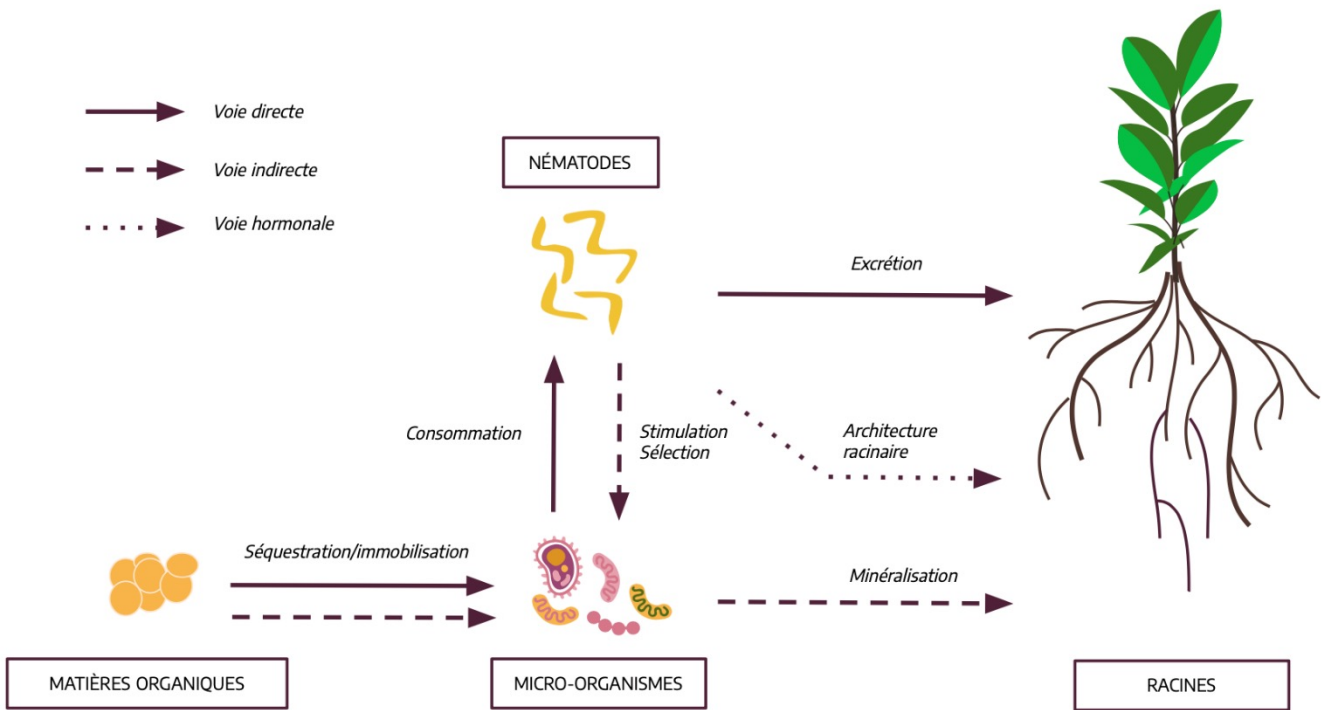 Voie directe
Voie indirecte
Voie hormonale
NÉMATODES
Excrétion
Consommation
Stimulation
Sélection
Architecture
racinaire
Séquestration/immobilisation
Minéralisation
MATIÈRES ORGANIQUES
MICRO-ORGANISMES
RACINES